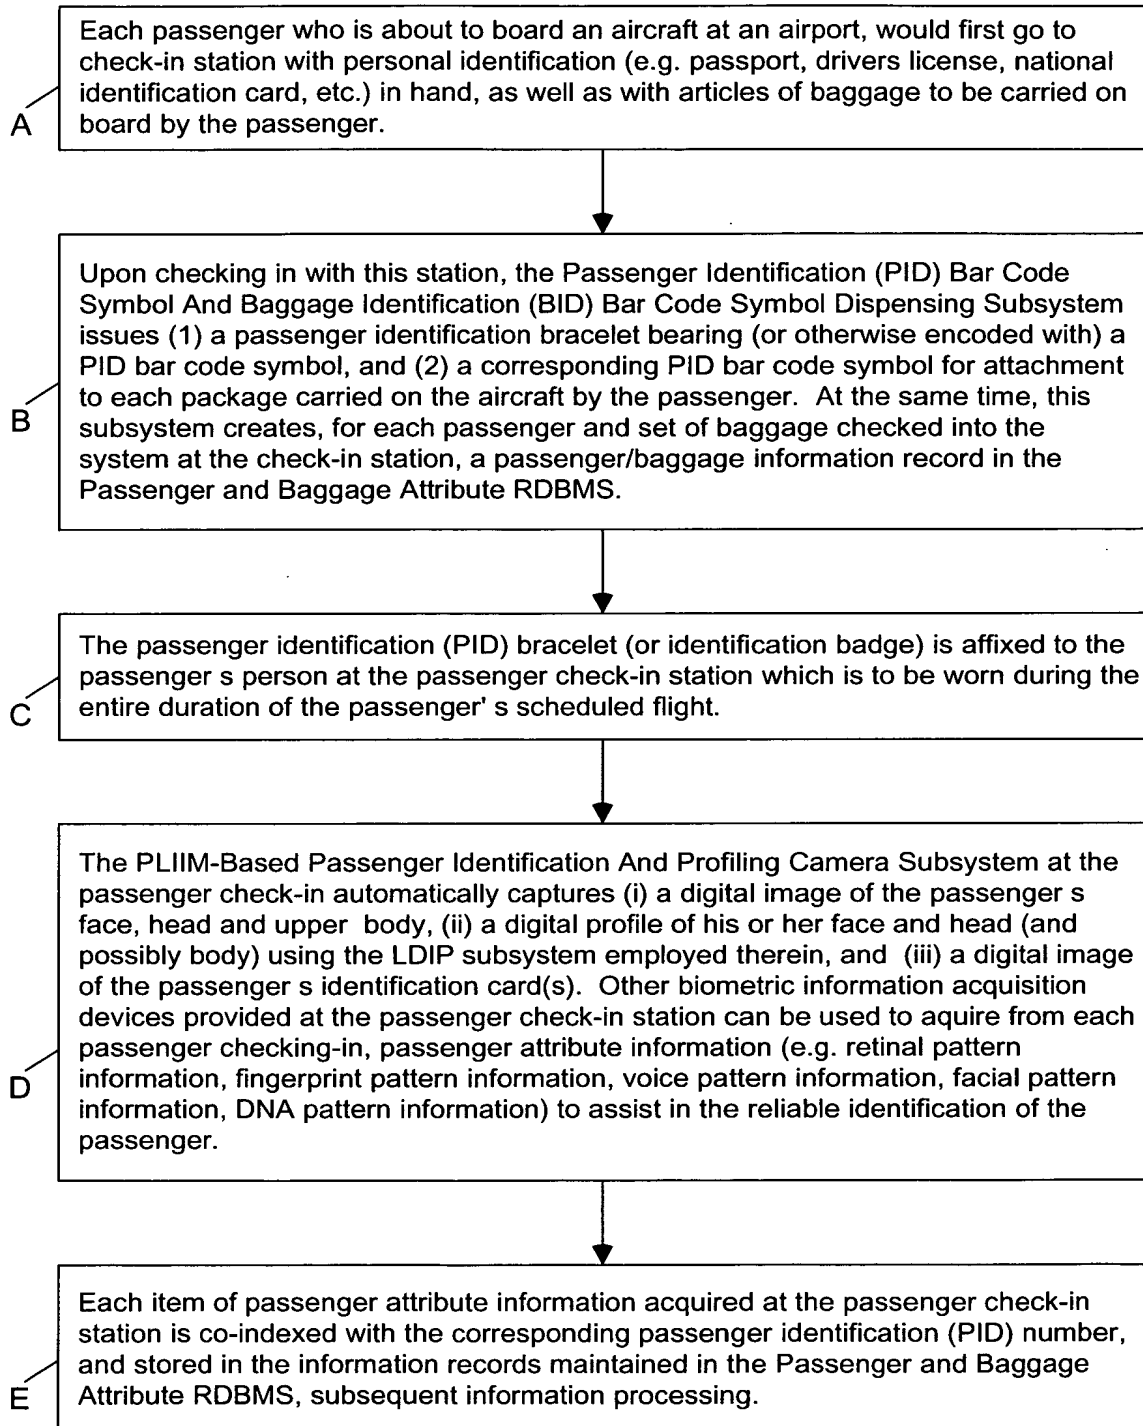 Each passenger who is about to board an aircraft at an airport, would first go to
check-in station with personal identification (e.g. passport, drivers license, national
identification card, etc.) in hand, as well as with articles of baggage to be carried on
board by the passenger.
A
Upon checking in with this station, the Passenger Identification (PID) Bar Code
Symbol And Baggage Identification (BID) Bar Code Symbol Dispensing Subsystem
issues (1) a passenger identification bracelet bearing (or otherwise encoded with) a
PID bar code symbol, and (2) a corresponding PID bar code symbol for attachment
to each package carried on the aircraft by the passenger. At the same time, this
subsystem creates, for each passenger and set of baggage checked into the
system at the check-in station, a passenger/baggage information record in the
Passenger and Baggage Attribute RDBMS.
B
The passenger identification (PID) bracelet (or identification badge) is affixed to the
passenger s person at the passenger check-in station which is to be worn during the
entire duration of the passenger' s scheduled flight.
C
The PLIIM-Based Passenger Identification And Profiling Camera Subsystem at the
passenger check-in automatically captures (i) a digital image of the passenger s
face, head and upper body, (ii) a digital profile of his or her face and head (and
possibly body) using the LDIP subsystem employed therein, and (iii) a digital image
of the passenger s identification card(s). Other biometric information acquisition
devices provided at the passenger check-in station can be used to aquire from each
passenger checking-in, passenger attribute information (e.g. retinal pattern
information, fingerprint pattern information, voice pattern information, facial pattern
information, DNA pattern information) to assist in the reliable identification of the
passenger.
D
Each item of passenger attribute information acquired at the passenger check-in
station is co-indexed with the corresponding passenger identification (PID) number,
and stored in the information records maintained in the Passenger and Baggage
Attribute RDBMS, subsequent information processing.
E